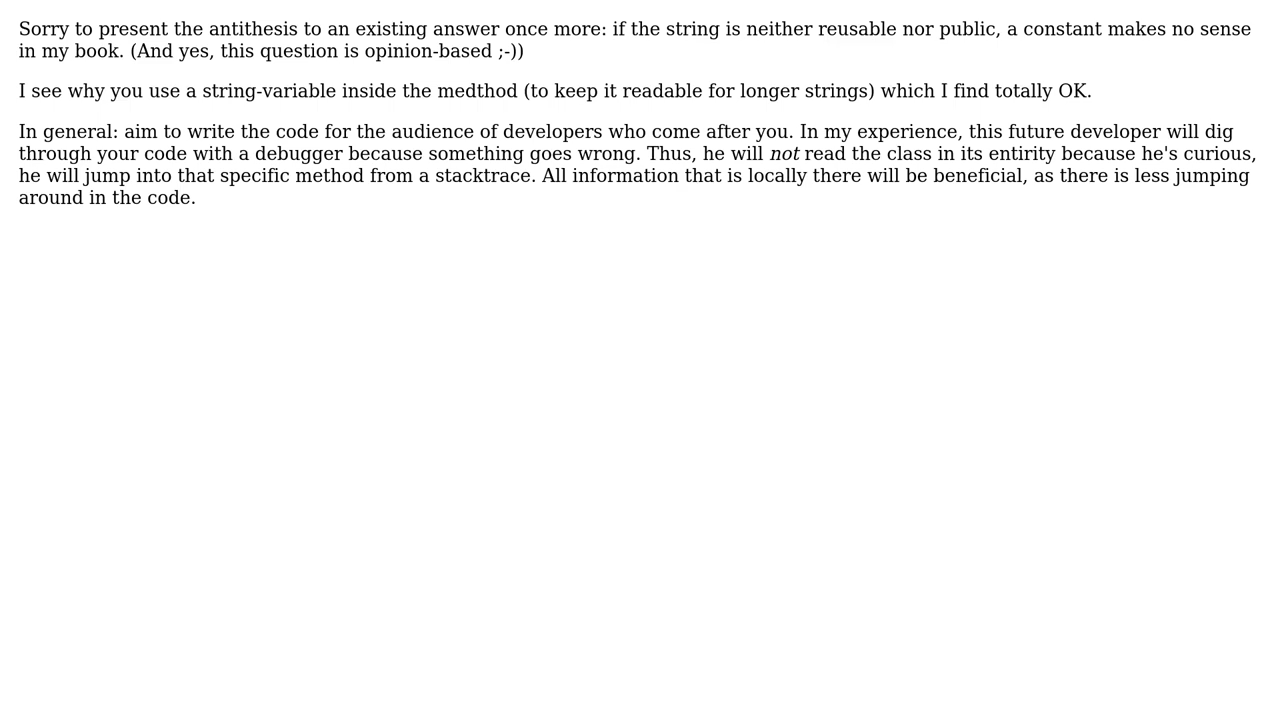 Sorry to present the antithesis to an existing answer once more: if the string is neither reusable nor public, a constant makes no sense
in my book. (And yes, this question is opinion-based ;-))
I see why you use a string-variable inside the medthod (to keep it readable for longer strings) which I find totally OK.
In general: aim to write the code for the audience of developers who come after you. In my experience, this future developer will dig
through your code with a debugger because something goes wrong. Thus, he will not read the class in its entirity because he's curious,
he will jump into that specific method from a stacktrace. All information that is locally there will be beneficial, as there is less jumping
around in the code.